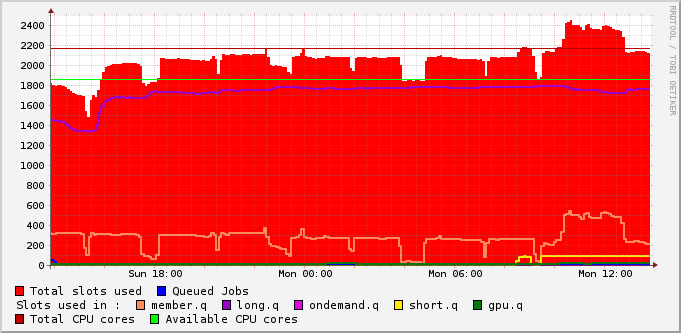 2400
2200
2000
1800
1600
1400
1200
1000
800
600
400
200
0
Sun 18:00 Mon 00:00 Mon 06:00 Mon 12:00
Total slots used Queued Jobs
Slots used in : member.q long.q ondemand.q short.q gpu.q
Total CPU cores Available CPU cores
RRDTOOL / TOBI OETIKER